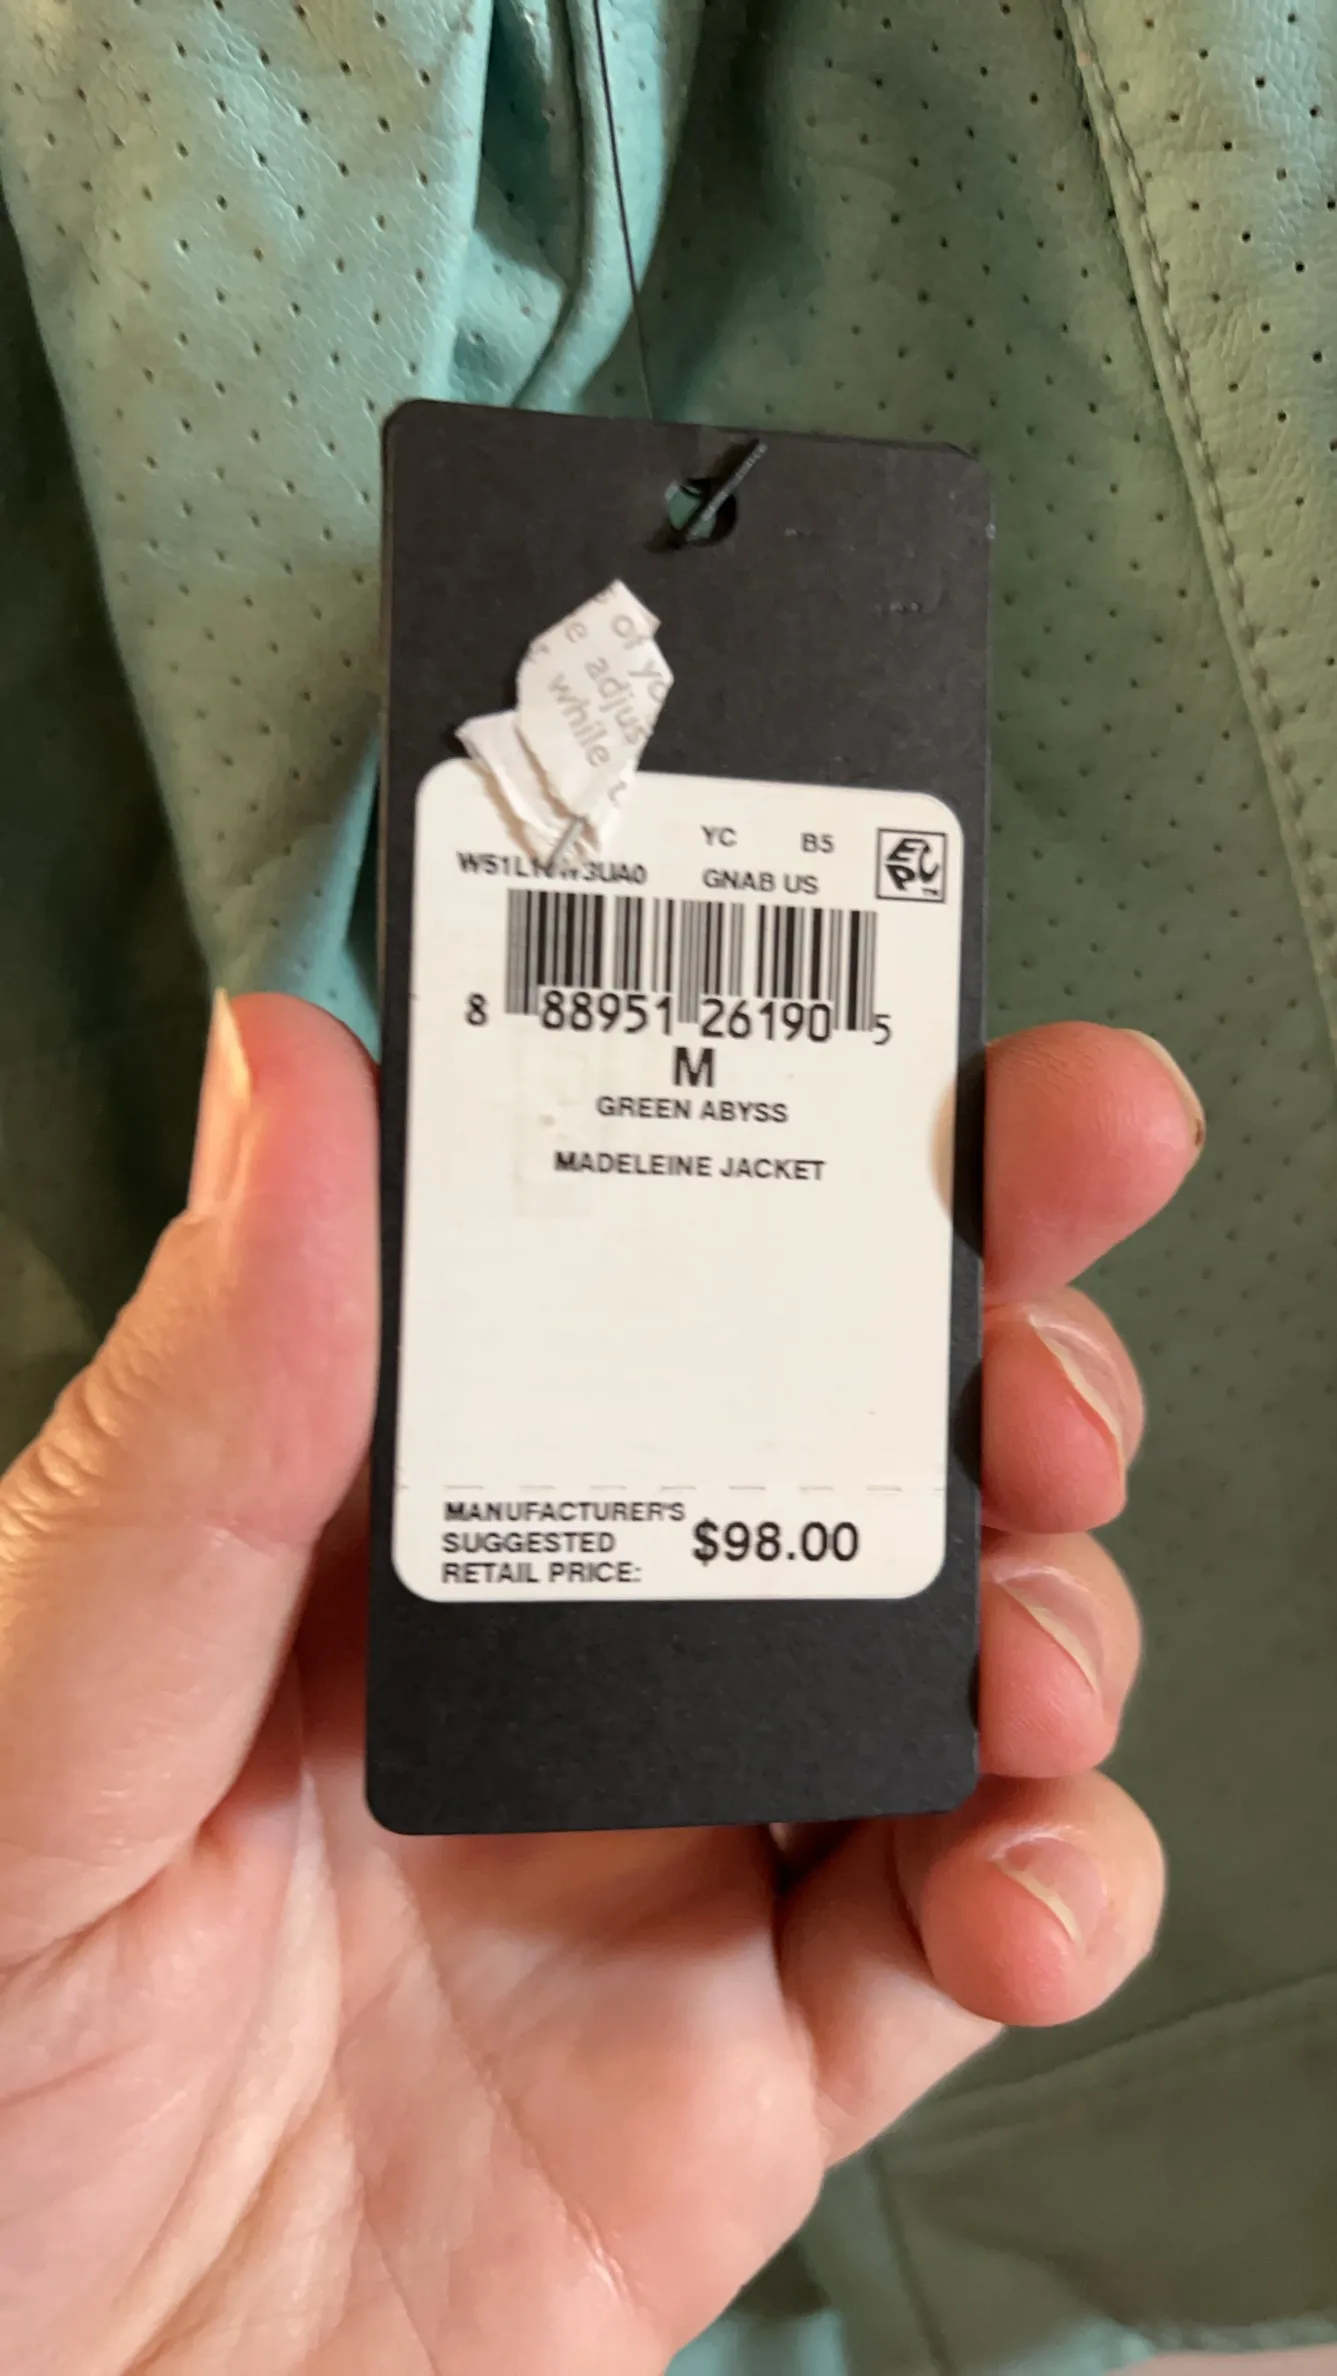 of yo
e adjus
while
YC B5
GNAB US
EPC™
8 88951 26190 5
M
GREEN ABYSS
MADELEINE JACKET
MANUFACTURER'S
SUGGESTED
RETAIL PRICE:
$98.00